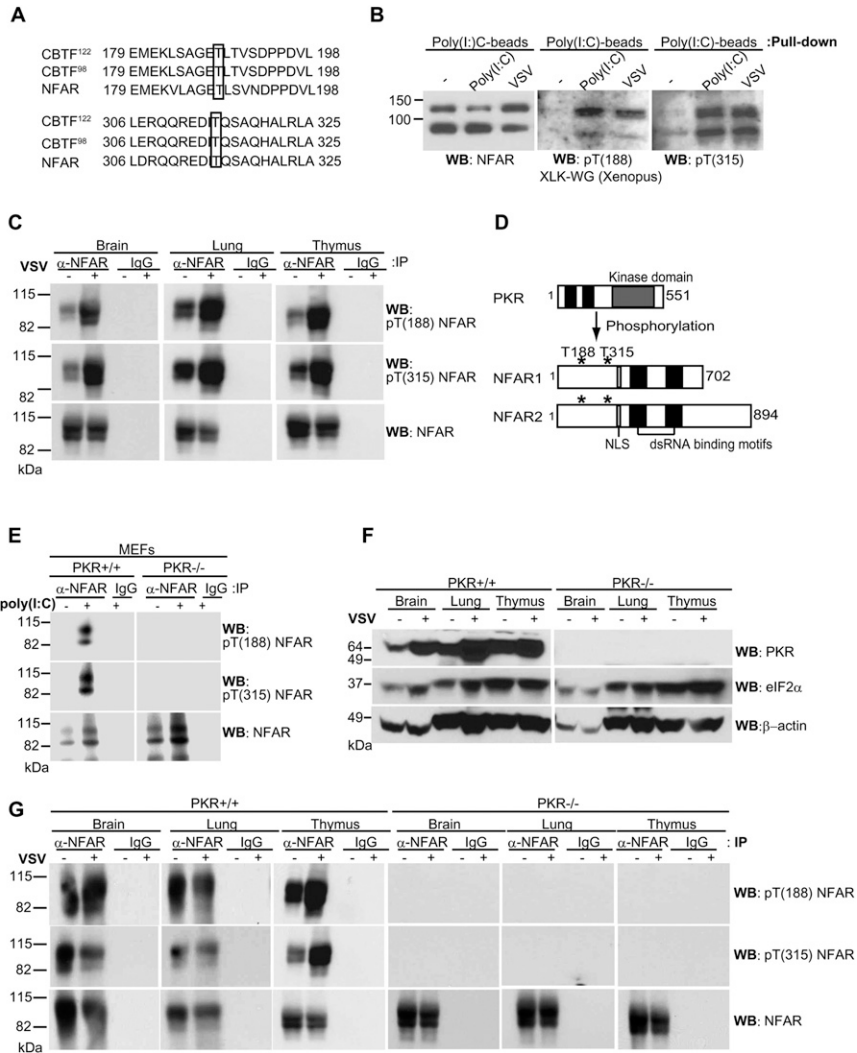 A
CBTF122 179 EMEKLSAGETLTVSDPPDVL 198
CBTF98 179 EMEKLSAGETLTVSDPPDVL 198
NFAR 179 EMEKVLAGETLSVNDPPDVL 198
CBTF122 306 LERQQREDITQSAQHALRLA 325
CBTF98 306 LERQQREDITQSAQHALRLA 325
NFAR 306 LDRQQREDITQSAQHALRLA 325
B
Poly(I:)C-beads Poly(I:C)-beads Poly(I:C)-beads :Pull-down
- Poly(I:C) VSV - Poly(I:C) VSV - Poly(I:C) VSV
150
100
WB: NFAR WB: pT(188) WB: pT(315)
XLK-WG (Xenopus)
C
Brain Lung Thymus
α-NFAR IgG α-NFAR IgG α-NFAR IgG :IP
VSV - + - + - + - + - + - +
115
82
WB:
pT(188) NFAR
115
82
WB:
pT(315) NFAR
115
82
WB: NFAR
kDa
D
Kinase domain
PKR 1 551
Phosphorylation
T188 T315
* *
NFAR1 1 702
* *
NFAR2 1 894
NLS dsRNA binding motifs
E
MEFs
PKR+/+ PKR-/-
α-NFAR IgG α-NFAR IgG :IP
poly(I:C) - + + - + +
115
82
WB:
pT(188) NFAR
115
82
WB:
pT(315) NFAR
115
82
WB: NFAR
kDa
F
PKR+/+ PKR-/-
Brain Lung Thymus Brain Lung Thymus
VSV - + - + - + - + - + - +
64
49
WB: PKR
37
WB: eIF2α
49
WB:β–actin
kDa
G
PKR+/+ PKR-/-
Brain Lung Thymus Brain Lung Thymus
α-NFAR IgG α-NFAR IgG α-NFAR IgG α-NFAR IgG α-NFAR IgG α-NFAR IgG : IP
VSV - + - + - + - + - + - + - + - + - + - + - + - +
115
82
WB: pT(188) NFAR
115
82
WB: pT(315) NFAR
115
82
WB: NFAR
kDa